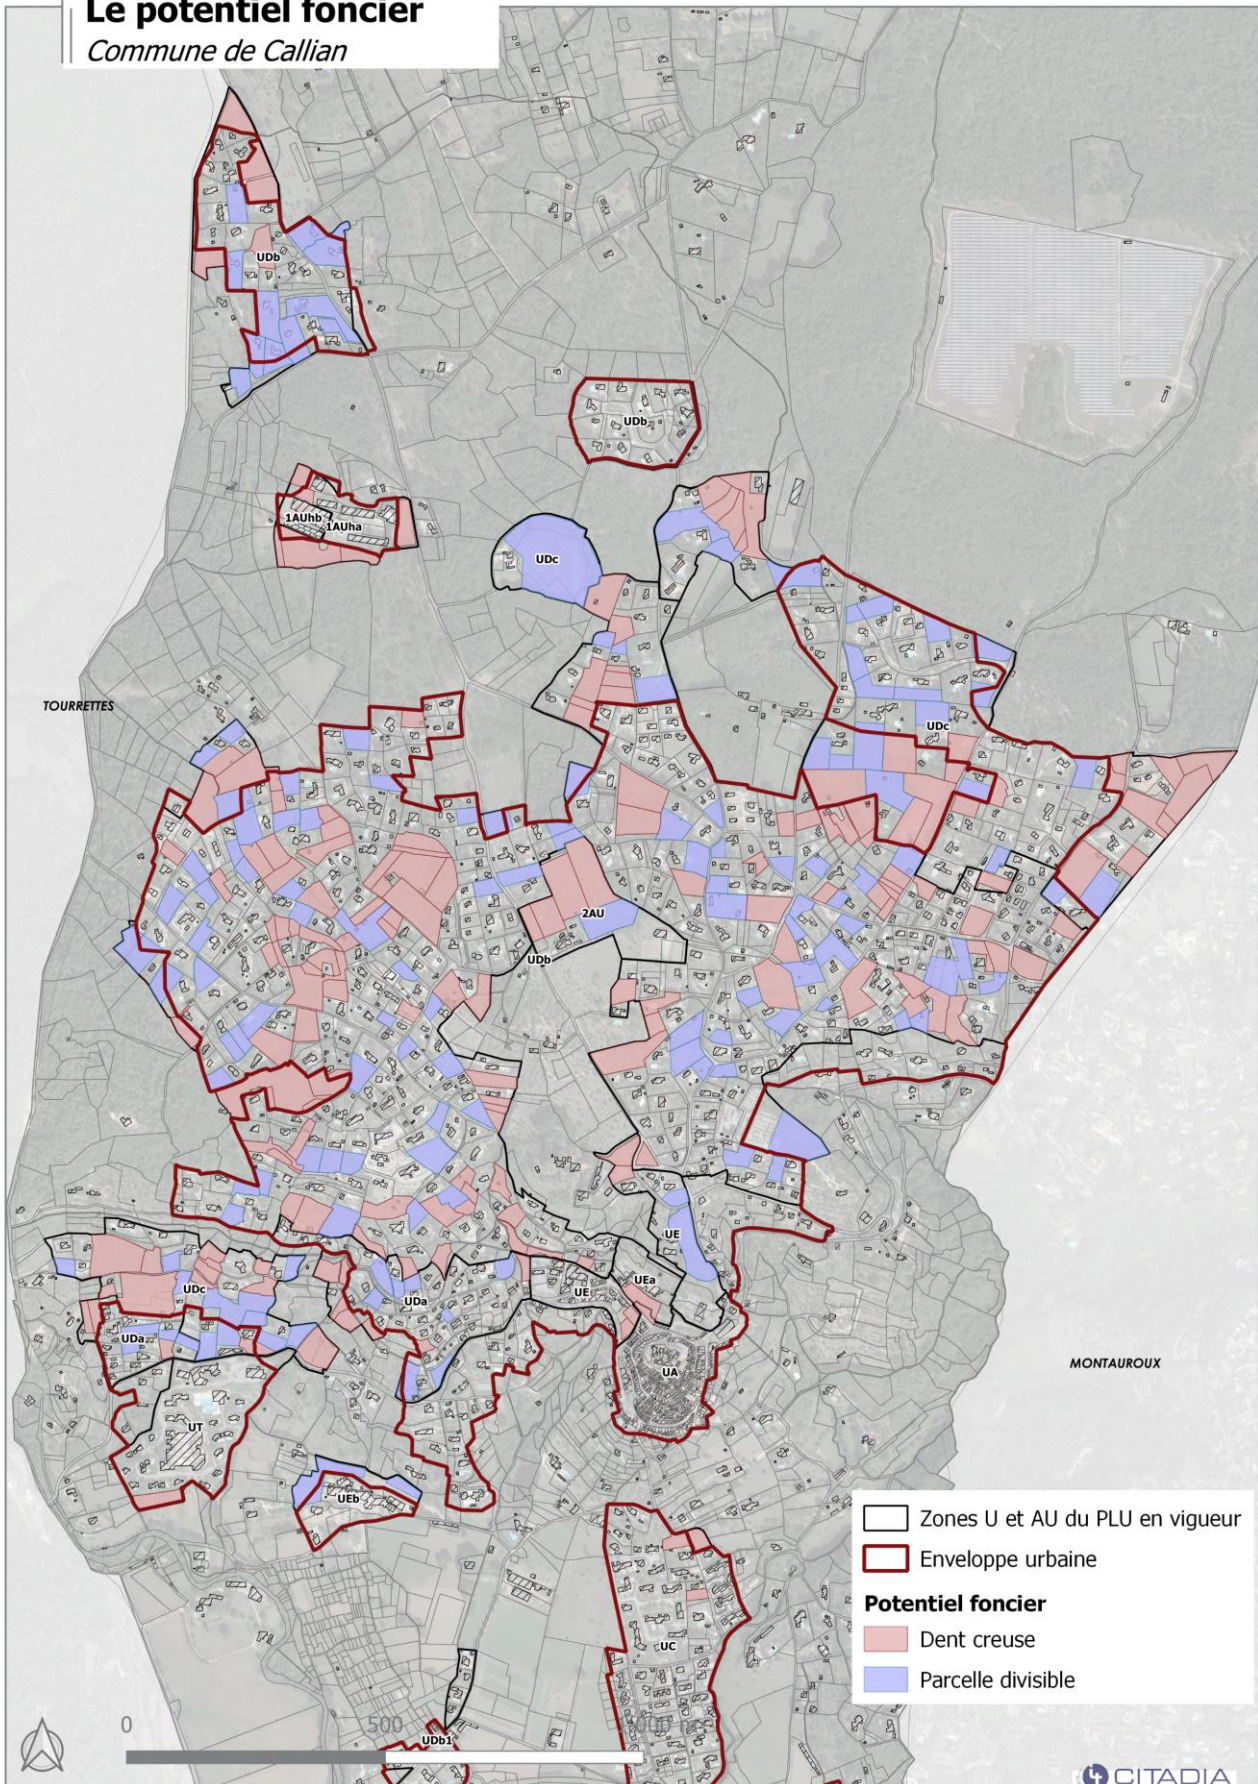 Le potentiel foncier
Commune de Callian
UDb
UDb
1AUhb
1AUha
UDc
TOURRETTES
UDc
2AU
UDb
UE
UEa
UDc
UDa
UE
UDa
UA
MONTAUROUX
UT
UEb
UC
UDb1
Zones U et AU du PLU en vigueur
Enveloppe urbaine
Potentiel foncier
Dent creuse
Parcelle divisible
0
500
CITADIA